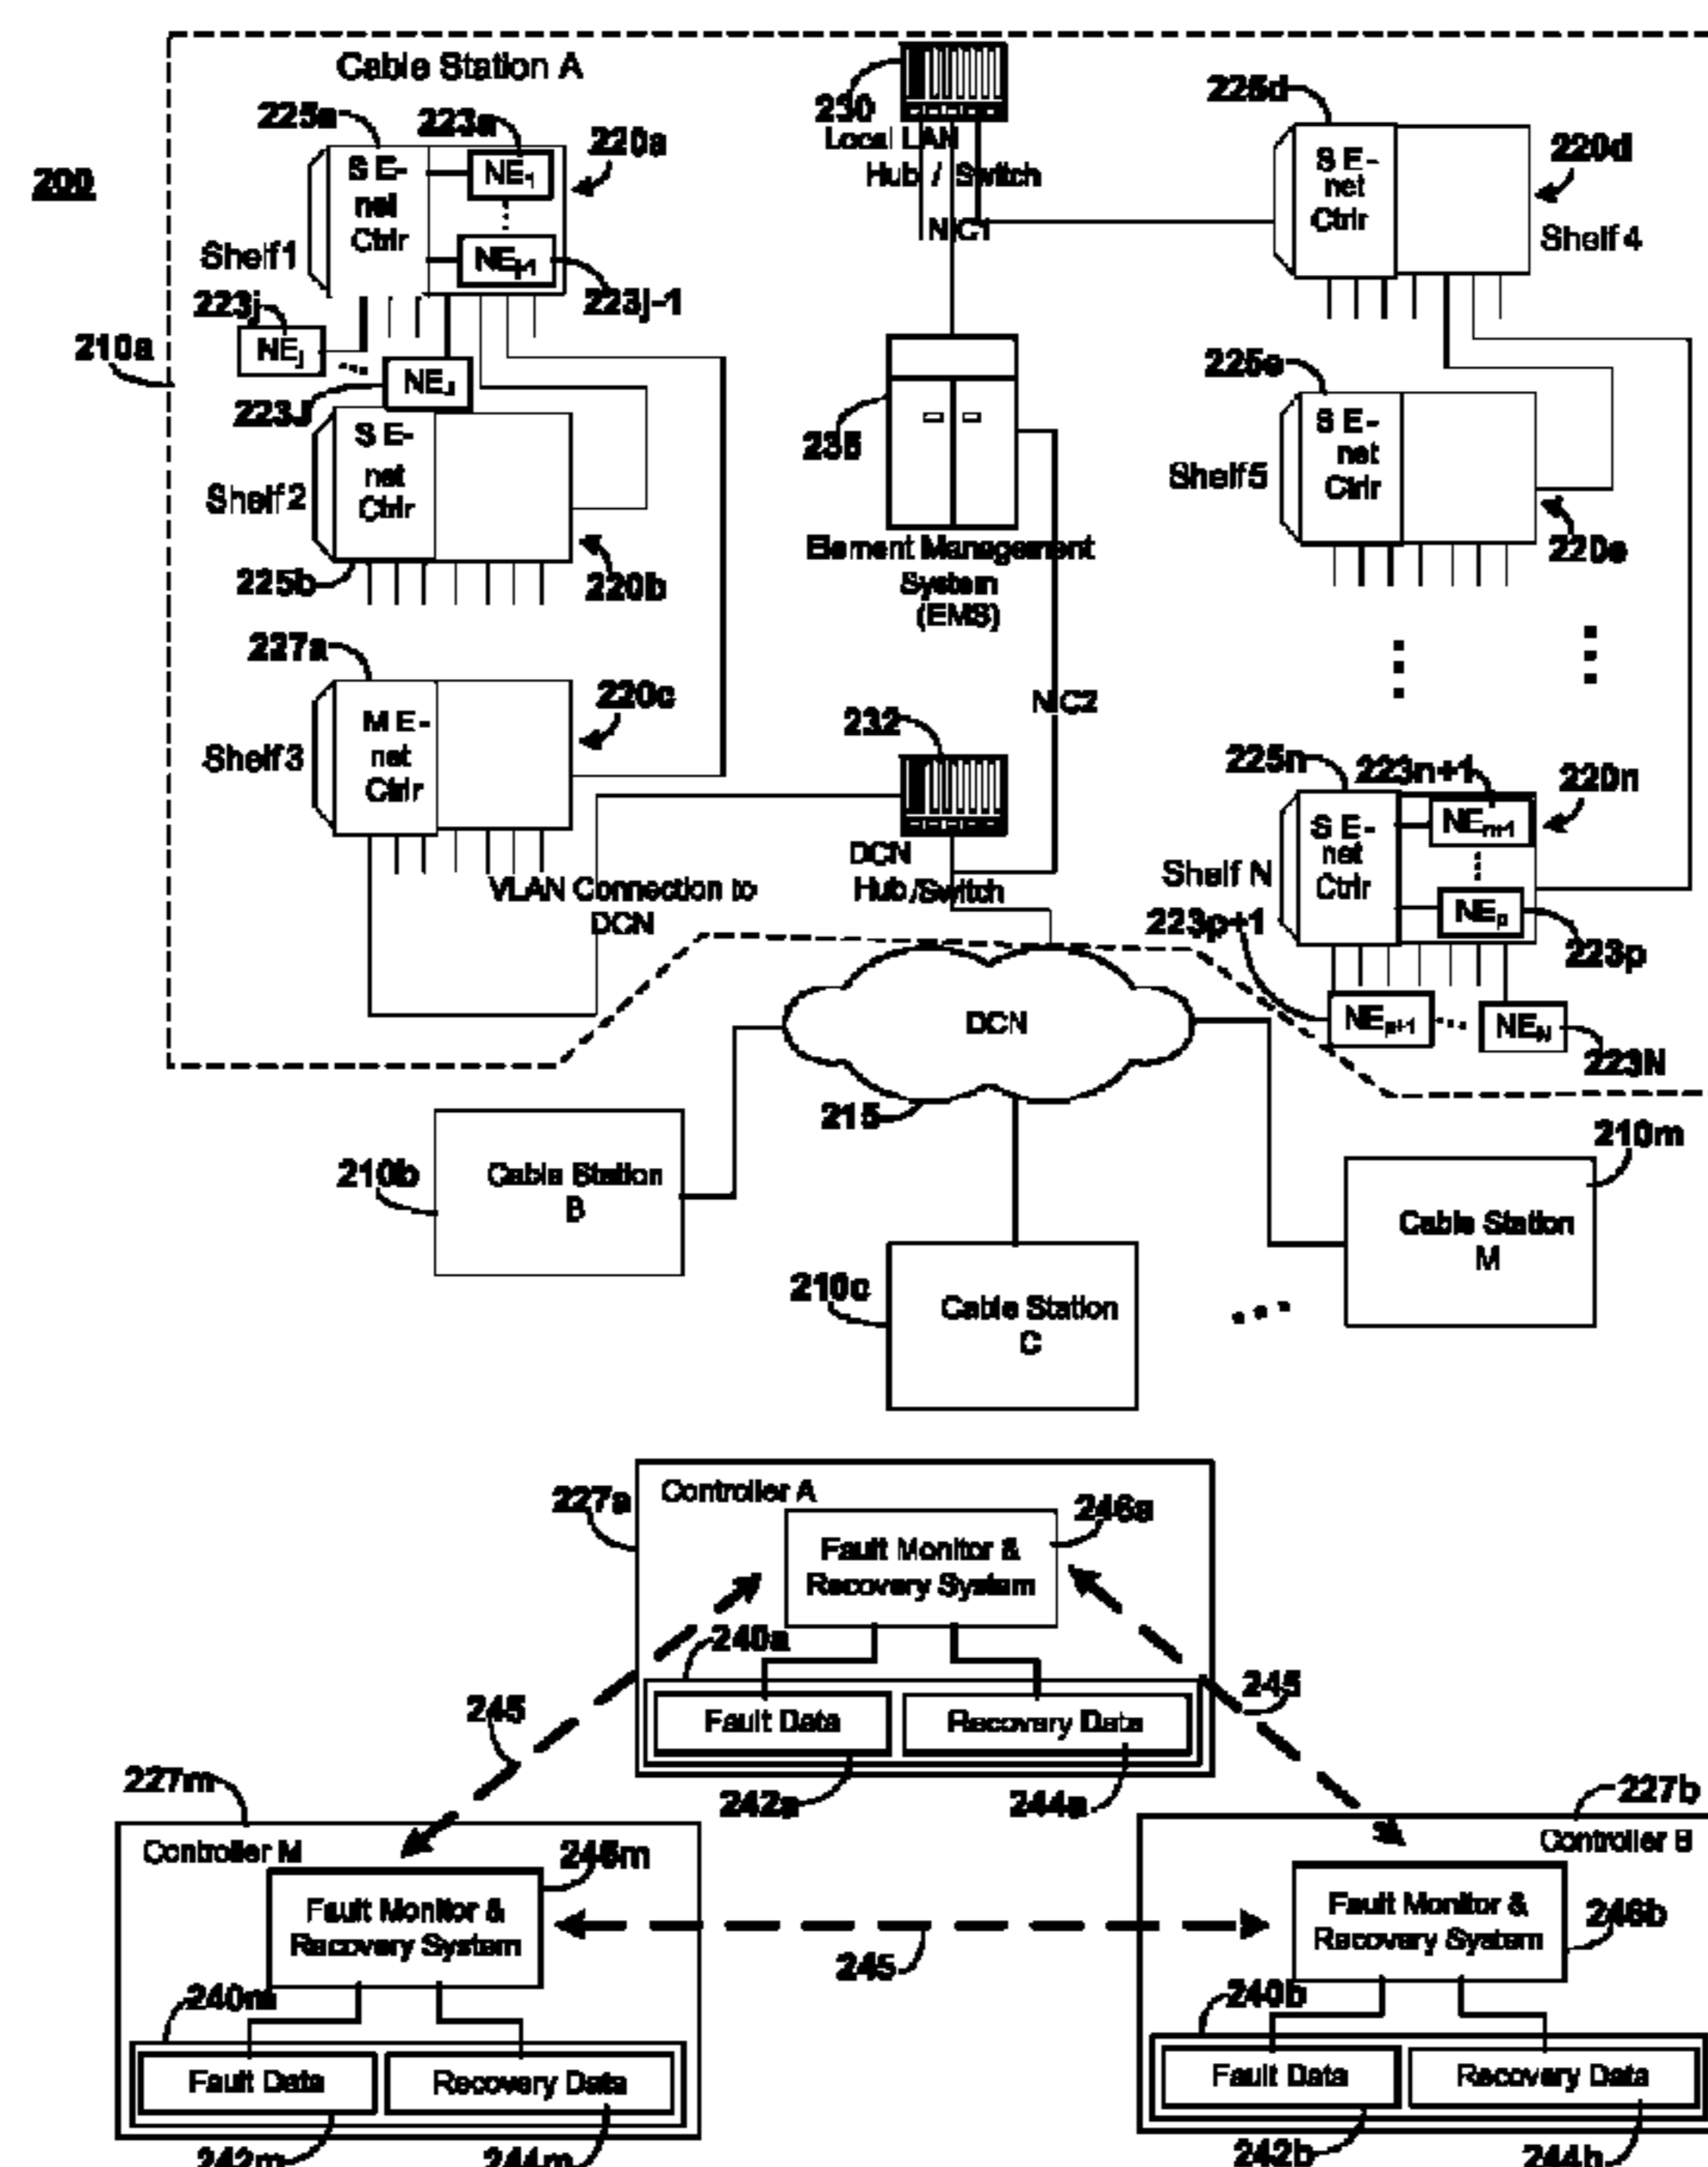 200
Cable Station A
225a
223a
220a
S E-
net
Ctrlr
NE1
NEj-1
Shelf 1
223j-1
223j
NEj
NEJ
223J
210a
S E-
net
Ctrlr
Shelf 2
225b
220b
227a
220c
M E-
net
Ctrlr
Shelf 3
VLAN Connection to
DCN
230
Local LAN
Hub / Switch
NIC1
235
Element Management
System
(EMS)
NIC2
232
DCN
Hub/Switch
225d
220d
S E-
net
Ctrlr
Shelf 4
225e
S E-
net
Ctrlr
Shelf 5
220e
225n
223n+1
220n
S E-
net
Ctrlr
NEn+1
NEp
Shelf N
223p
223p+1
NEp+1
NEN
223N
DCN
215
210b
Cable Station
B
210c
Cable Station
C
210m
Cable Station
M
227a
Controller A
246a
Fault Monitor &
Recovery System
240a
Fault Data
Recovery Data
242a
244a
245
245
227m
Controller M
246m
Fault Monitor &
Recovery System
240m
Fault Data
Recovery Data
242m
244m
245
227b
Controller B
246b
Fault Monitor &
Recovery System
240b
Fault Data
Recovery Data
242b
244b